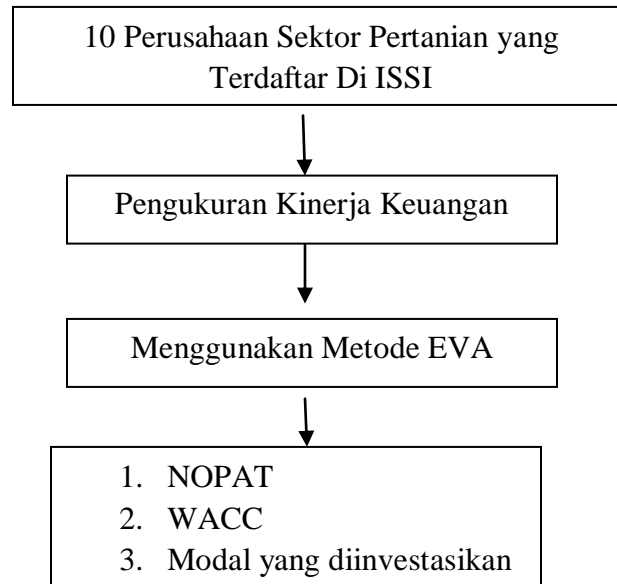 10 Perusahaan Sektor Pertanian yang
Terdaftar Di ISSI
Pengukuran Kinerja Keuangan
Menggunakan Metode EVA
1. NOPAT
2. WACC
3. Modal yang diinvestasikan